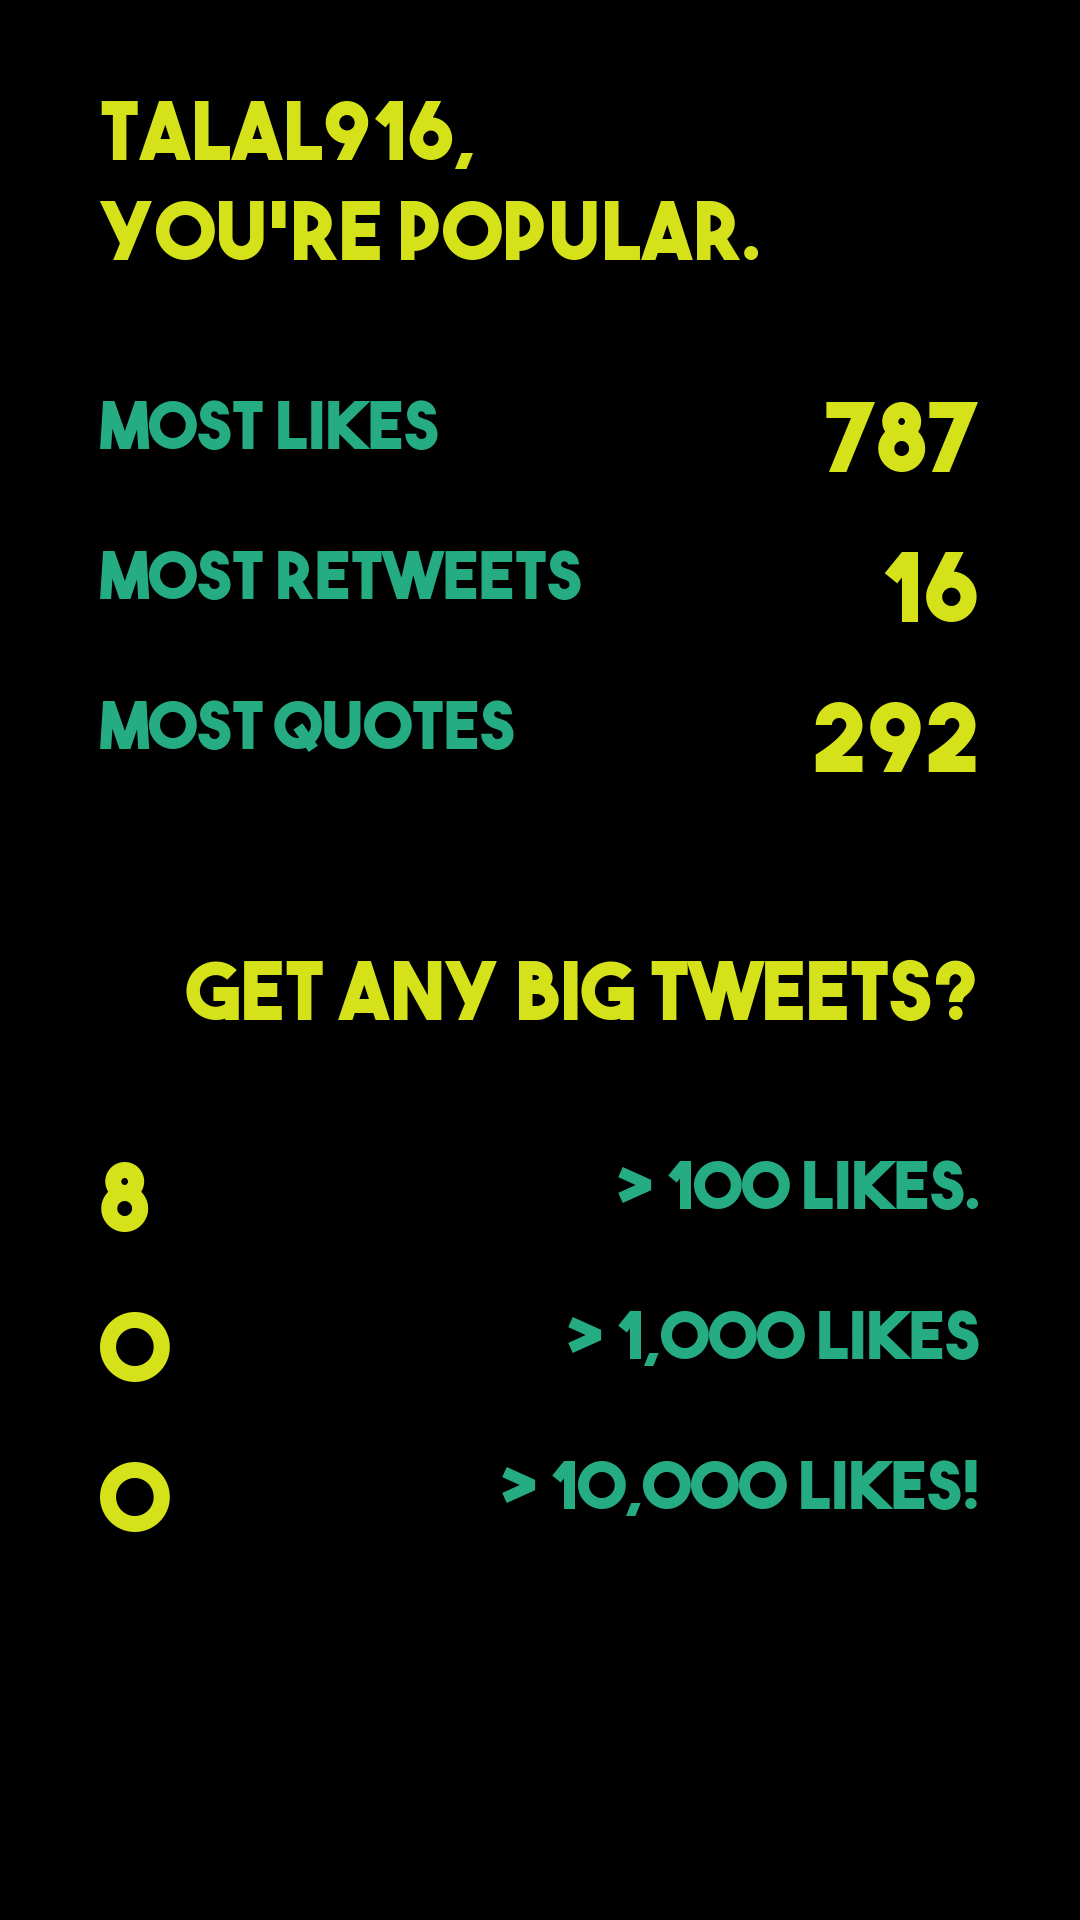 TALAL916,
YOU'RE POPULAR.
MOST LIKES 787
MOST RETWEETS 16
MOST QUOTES 292
GET ANY BIG TWEETS?
8 > 100 LIKES.
0 > 1,000 LIKES
0 > 10,000 LIKES!